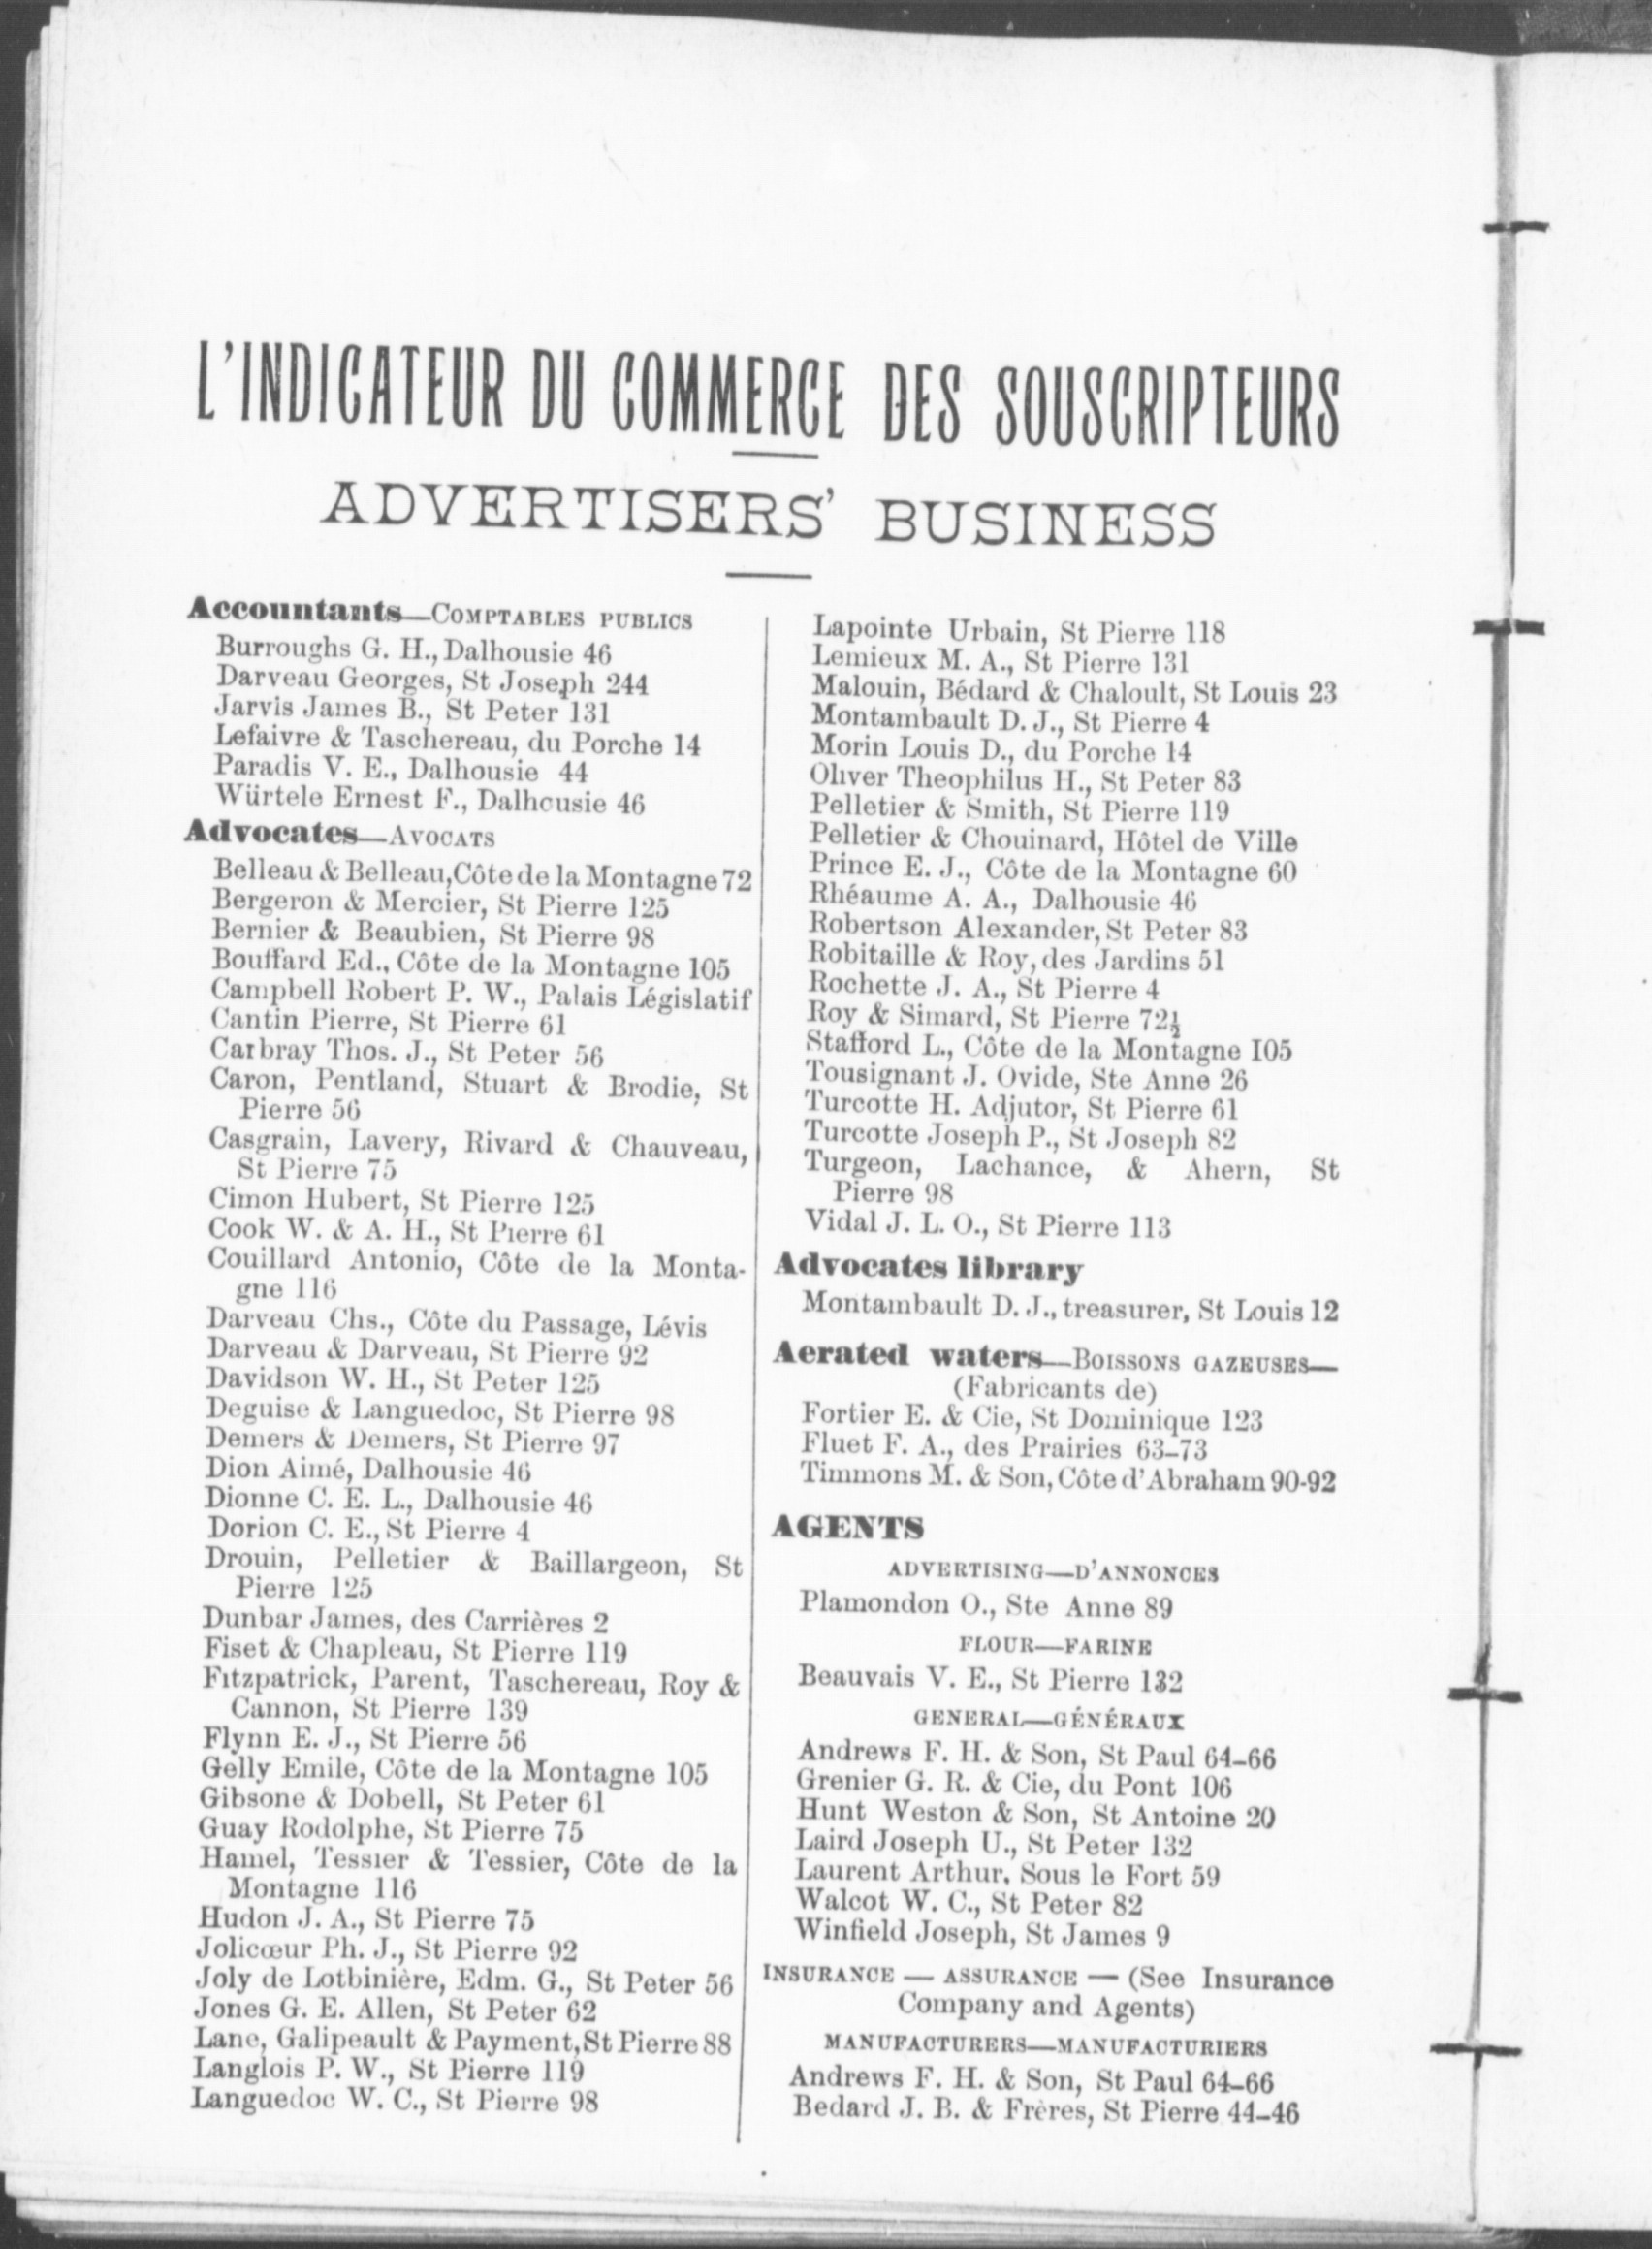 L'INDICATEUR DU COMMERCE DES SOUSCRIPTEURS
ADVERTISERS' BUSINESS
Accountants—COMPTABLES PUBLICS
Burroughs G. H., Dalhousie 46
Darveau Georges, St Joseph 244
Jarvis James B., St Peter 131
Lefaivre & Taschereau, du Porche 14
Paradis V. E., Dalhousie 44
Würtele Ernest F., Dalhousie 46
Advocates—AVOCATS
Belleau & Belleau, Côte de la Montagne 72
Bergeron & Mercier, St Pierre 125
Bernier & Beaubien, St Pierre 98
Bouffard Ed., Côte de la Montagne 105
Campbell Robert P. W., Palais Législatif
Cantin Pierre, St Pierre 61
Carbray Thos. J., St Peter 56
Caron, Pentland, Stuart & Brodie, St
Pierre 56
Casgrain, Lavery, Rivard & Chauveau,
St Pierre 75
Cimon Hubert, St Pierre 125
Cook W. & A. H., St Pierre 61
Couillard Antonio, Côte de la Monta-
gne 116
Darveau Chs., Côte du Passage, Lévis
Darveau & Darveau, St Pierre 92
Davidson W. H., St Peter 125
Deguise & Languedoc, St Pierre 98
Demers & Demers, St Pierre 97
Dion Aimé, Dalhousie 46
Dionne C. E. L., Dalhousie 46
Dorion C. E., St Pierre 4
Drouin, Pelletier & Baillargeon, St
Pierre 125
Dunbar James, des Carrières 2
Fiset & Chapleau, St Pierre 119
Fitzpatrick, Parent, Taschereau, Roy &
Cannon, St Pierre 139
Flynn E. J., St Pierre 56
Gelly Emile, Côte de la Montagne 105
Gibsone & Dobell, St Peter 61
Guay Rodolphe, St Pierre 75
Hamel, Tessier & Tessier, Côte de la
Montagne 116
Hudon J. A., St Pierre 75
Jolicœur Ph. J., St Pierre 92
Joly de Lotbinière, Edm. G., St Peter 56
Jones G. E. Allen, St Peter 62
Lane, Galipeault & Payment, St Pierre 88
Langlois P. W., St Pierre 119
Languedoc W. C., St Pierre 98
Lapointe Urbain, St Pierre 118
Lemieux M. A., St Pierre 131
Malouin, Bédard & Chaloult, St Louis 23
Montambault D. J., St Pierre 4
Morin Louis D., du Porche 14
Oliver Theophilus H., St Peter 83
Pelletier & Smith, St Pierre 119
Pelletier & Chouinard, Hôtel de Ville
Prince E. J., Côte de la Montagne 60
Rhéaume A. A., Dalhousie 46
Robertson Alexander, St Peter 83
Robitaille & Roy, des Jardins 51
Rochette J. A., St Pierre 4
Roy & Simard, St Pierre 72½
Stafford L., Côte de la Montagne I05
Tousignant J. Ovide, Ste Anne 26
Turcotte H. Adjutor, St Pierre 61
Turcotte Joseph P., St Joseph 82
Turgeon, Lachance, & Ahern, St
Pierre 98
Vidal J. L. O., St Pierre 113
Advocates library
Montambault D. J., treasurer, St Louis 12
Aerated waters—BOISSONS GAZEUSES—
(Fabricants de)
Fortier E. & Cie, St Dominique 123
Fluet F. A., des Prairies 63-73
Timmons M. & Son, Côte d'Abraham 90-92
AGENTS
ADVERTISING—D'ANNONCES
Plamondon O., Ste Anne 89
FLOUR—FARINE
Beauvais V. E., St Pierre 132
GENERAL—GÉNÉRAUX
Andrews F. H. & Son, St Paul 64-66
Grenier G. R. & Cie, du Pont 106
Hunt Weston & Son, St Antoine 20
Laird Joseph U., St Peter 132
Laurent Arthur, Sous le Fort 59
Walcot W. C., St Peter 82
Winfield Joseph, St James 9
INSURANCE — ASSURANCE — (See Insurance
Company and Agents)
MANUFACTURERS—MANUFACTURIERS
Andrews F. H. & Son, St Paul 64-66
Bedard J. B. & Frères, St Pierre 44-46